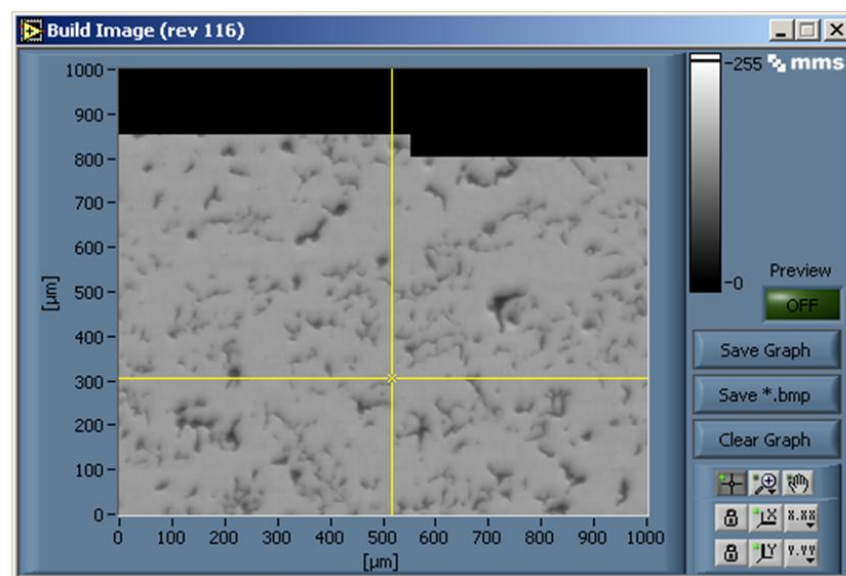 Build Image (rev 116)
1000
900
800
700
600
500
400
300
200
100
0
[µm]
0 100 200 300 400 500 600 700 800 900 1000
[µm]
255 mms
0
Preview
OFF
Save Graph
Save *.bmp
Clear Graph
X X.XX
Y Y.YY